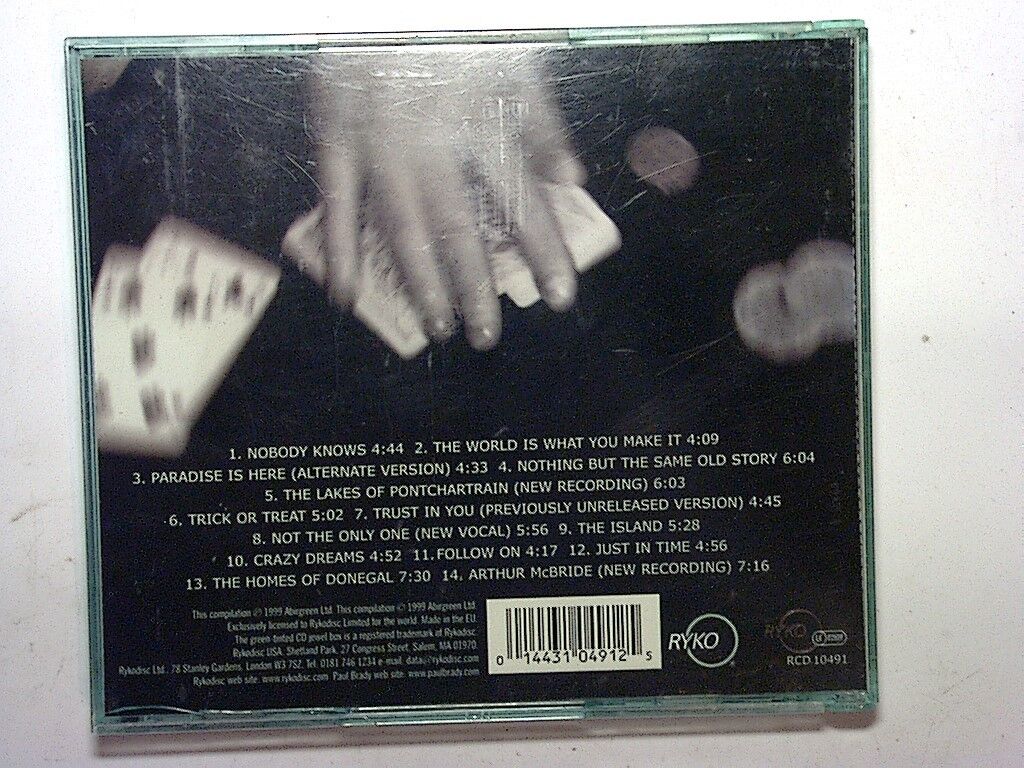 1. NOBODY KNOWS 4:44 2. THE WORLD IS WHAT YOU MAKE IT 4:09
3. PARADISE IS HERE (ALTERNATE VERSION) 4:33 4. NOTHING BUT THE SAME OLD STORY 6:04
5. THE LAKES OF PONTCHARTRAIN (NEW RECORDING) 6:03
6. TRICK OR TREAT 5:02 7. TRUST IN YOU (PREVIOUSLY UNRELEASED VERSION) 4:45
8. NOT THE ONLY ONE (NEW VOCAL) 5:56 9. THE ISLAND 5:28
10. CRAZY DREAMS 4:52 11. FOLLOW ON 4:17 12. JUST IN TIME 4:56
13. THE HOMES OF DONEGAL 7:30 14. ARTHUR McBRIDE (NEW RECORDING) 7:16
This compilation ℗ 1999 Abirgreen Ltd. This compilation © 1999 Abirgreen Ltd.
Exclusively licensed to Rykodisc Limited for the world. Made in the EU.
The green-tinted CD jewel box is a registered trademark of Rykodisc.
Rykodisc USA, Shetland Park, 27 Congress Street, Salem, MA 01970.
Rykodisc Ltd., 78 Stanley Gardens, London W3 7SZ. Tel. 0181 746 1234 e-mail. data@rykodisc.com
Rykodisc web site. www.rykodisc.com Paul Brady web site. www.paulbrady.com
0 14431 04912 5
RYKO
RYKO
RCD 10491